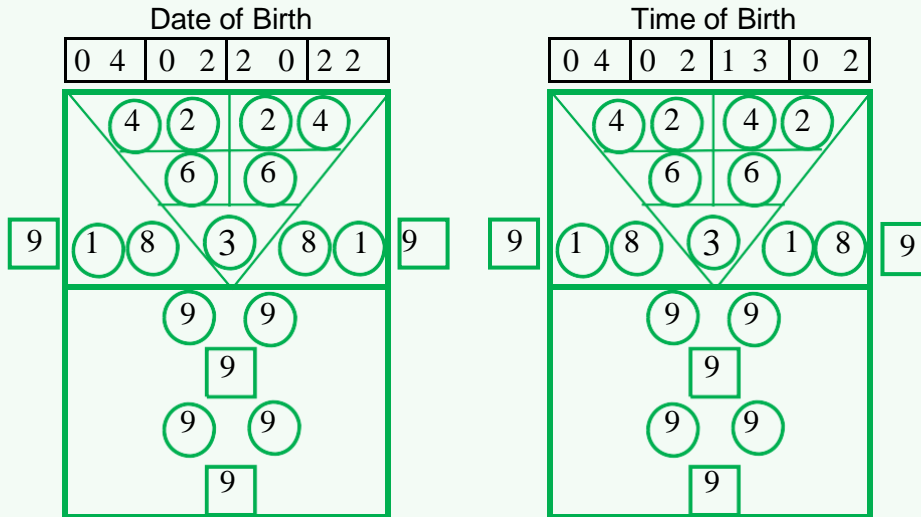 Date of Birth Time of Birth
0 4 0 2 2 0 2 2 0 4 0 2 1 3 0 2
4 2 2 4 4 2 4 2
6 6 6 6
9 1 8 3 8 1 9 9 1 8 3 1 8 9
9 9 9 9
9 9
9 9 9 9
9 9